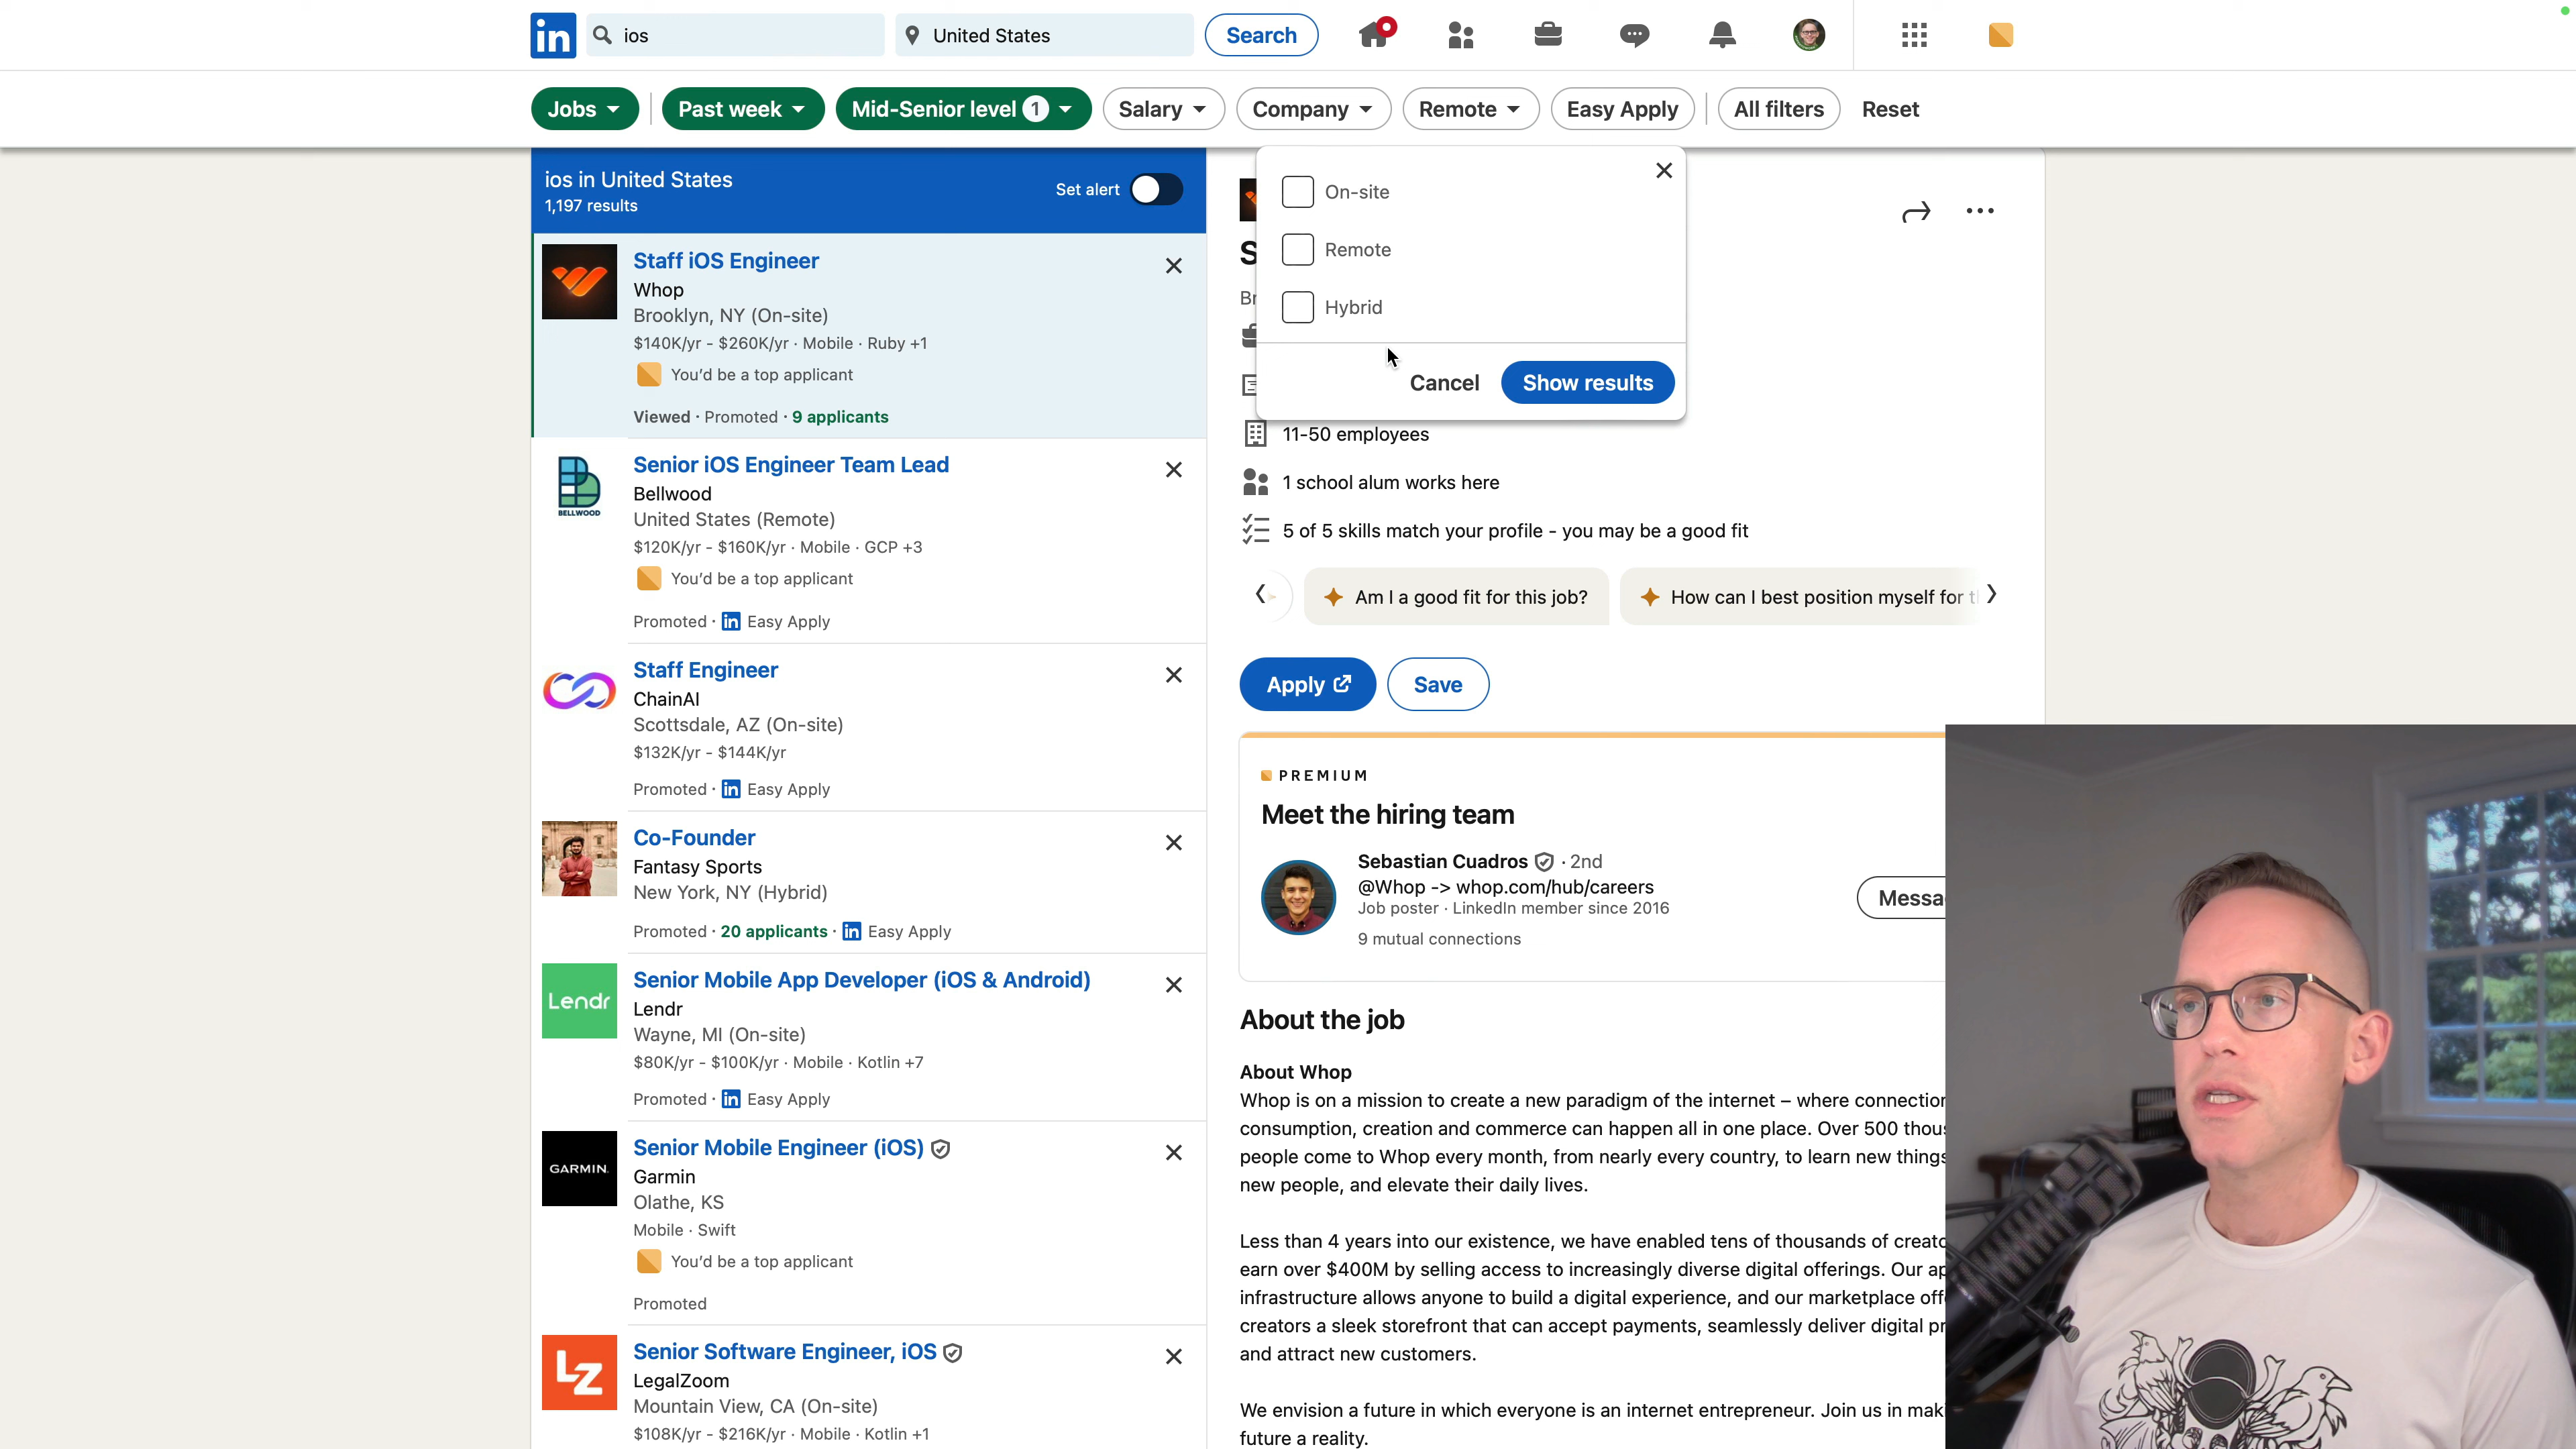 in
ios
United States
Search
Jobs
Past week
Mid-Senior level 1
Salary
Company
Remote
Easy Apply
All filters
Reset
ios in United States
1,197 results
Set alert
Staff iOS Engineer
Whop
Brooklyn, NY (On-site)
$140K/yr - $260K/yr · Mobile · Ruby +1
You'd be a top applicant
Viewed · Promoted · 9 applicants
BELLWOOD
Senior iOS Engineer Team Lead
Bellwood
United States (Remote)
$120K/yr - $160K/yr · Mobile · GCP +3
You'd be a top applicant
Promoted · in Easy Apply
Staff Engineer
ChainAI
Scottsdale, AZ (On-site)
$132K/yr - $144K/yr
Promoted · in Easy Apply
Co-Founder
Fantasy Sports
New York, NY (Hybrid)
Promoted · 20 applicants · in Easy Apply
Lendr
Senior Mobile App Developer (iOS & Android)
Lendr
Wayne, MI (On-site)
$80K/yr - $100K/yr · Mobile · Kotlin +7
Promoted · in Easy Apply
GARMIN.
Senior Mobile Engineer (iOS)
Garmin
Olathe, KS
Mobile · Swift
You'd be a top applicant
Promoted
LZ
Senior Software Engineer, iOS
LegalZoom
Mountain View, CA (On-site)
$108K/yr - $216K/yr · Mobile · Kotlin +1
On-site
Remote
Hybrid
Cancel
Show results
S
Br
11-50 employees
1 school alum works here
5 of 5 skills match your profile - you may be a good fit
Am I a good fit for this job?
How can I best position myself for t
Apply
Save
PREMIUM
Meet the hiring team
Sebastian Cuadros · 2nd
@Whop -> whop.com/hub/careers
Job poster · LinkedIn member since 2016
9 mutual connections
Messa
About the job
About Whop
Whop is on a mission to create a new paradigm of the internet – where connection
consumption, creation and commerce can happen all in one place. Over 500 thou
people come to Whop every month, from nearly every country, to learn new things
new people, and elevate their daily lives.
Less than 4 years into our existence, we have enabled tens of thousands of creato
earn over $400M by selling access to increasingly diverse digital offerings. Our ap
infrastructure allows anyone to build a digital experience, and our marketplace off
creators a sleek storefront that can accept payments, seamlessly deliver digital pr
and attract new customers.
We envision a future in which everyone is an internet entrepreneur. Join us in mak
future a reality.